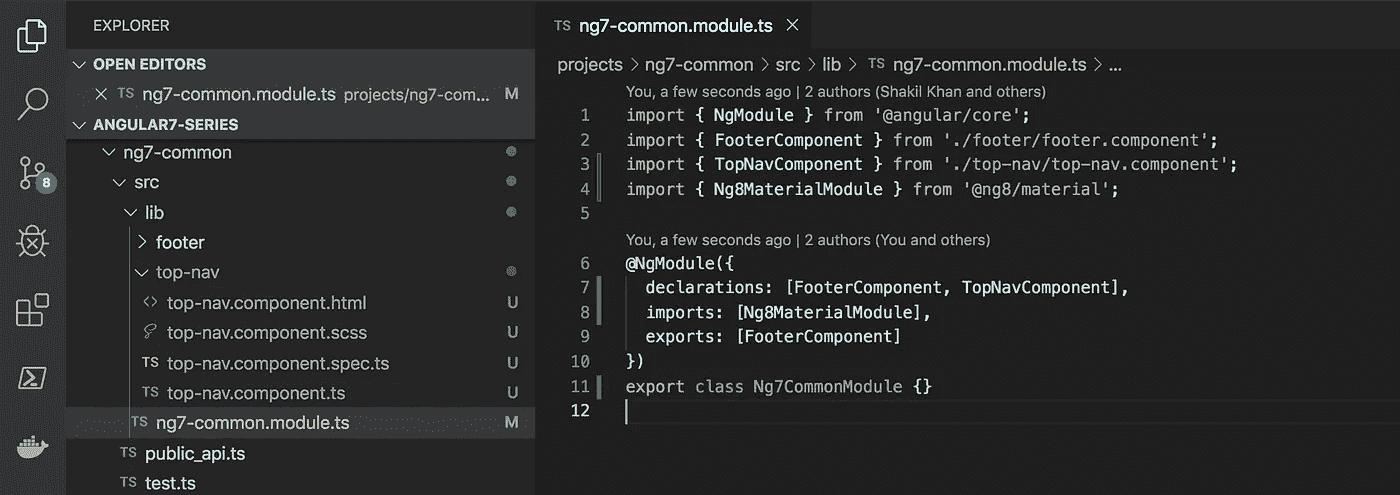 EXPLORER
OPEN EDITORS
TS ng7-common.module.ts projects/ng7-com... M
ANGULAR7-SERIES
ng7-common
src
lib
footer
top-nav
<> top-nav.component.html U
top-nav.component.scss U
TS top-nav.component.spec.ts U
TS top-nav.component.ts U
TS ng7-common.module.ts M
TS public_api.ts
TS test.ts
8
TS ng7-common.module.ts
projects > ng7-common > src > lib > TS ng7-common.module.ts > ...
You, a few seconds ago | 2 authors (Shakil Khan and others)
1 import { NgModule } from '@angular/core';
2 import { FooterComponent } from './footer/footer.component';
3 import { TopNavComponent } from './top-nav/top-nav.component';
4 import { Ng8MaterialModule } from '@ng8/material';
5
You, a few seconds ago | 2 authors (You and others)
6 @NgModule({
7 declarations: [FooterComponent, TopNavComponent],
8 imports: [Ng8MaterialModule],
9 exports: [FooterComponent]
10 })
11 export class Ng7CommonModule {}
12